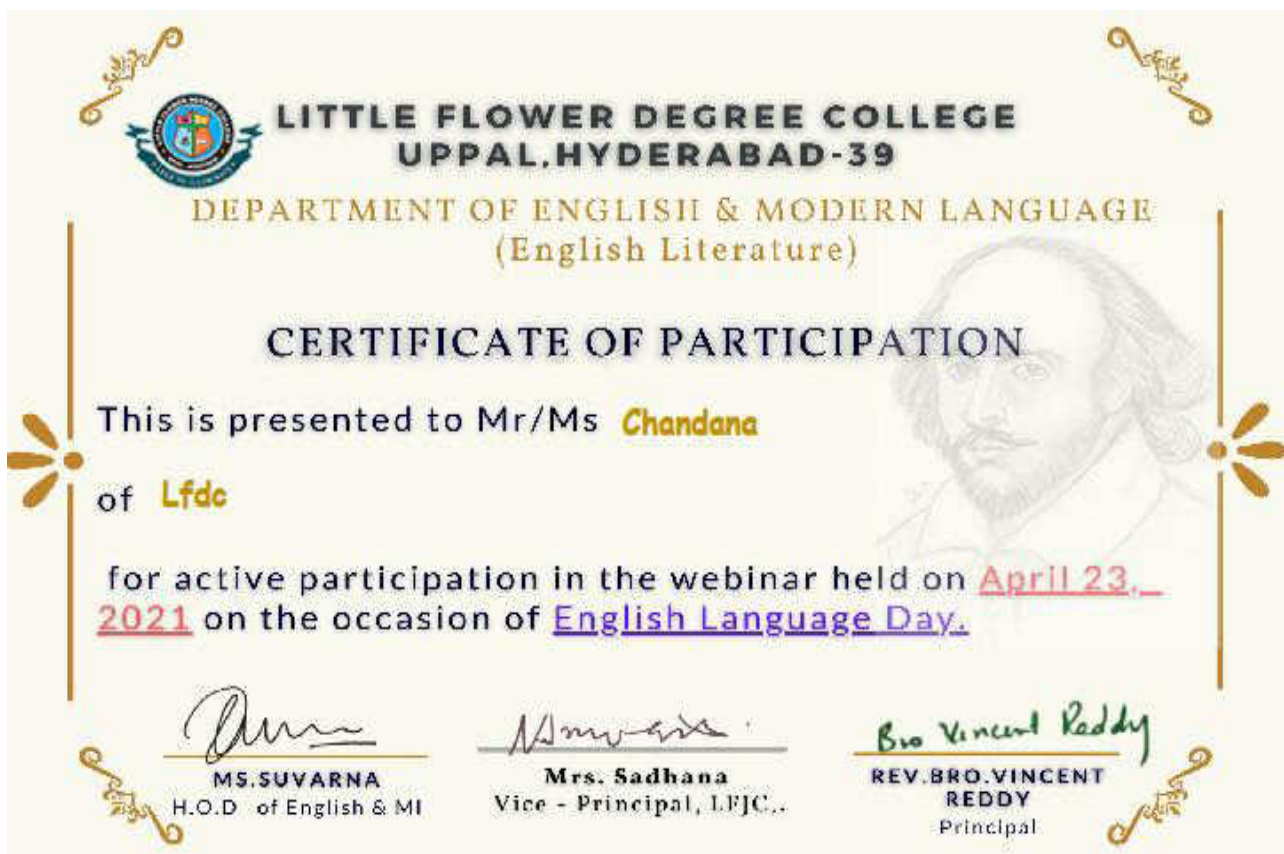 LITTLE FLOWER DEGREE COLLEGE
UPPAL,HYDERABAD-39
DEPARTMENT OF ENGLISH & MODERN LANGUAGE
(English Literature)
CERTIFICATE OF PARTICIPATION
This is presented to Mr/Ms Chandana
of Lfdc
for active participation in the webinar held on April 23,
2021 on the occasion of English Language Day.
Bro Vincent Reddy
MS.SUVARNA
H.O.D of English & Ml
Mrs. Sadhana
Vice - Principal, LFJC,.
REV.BRO.VINCENT
REDDY
Principal